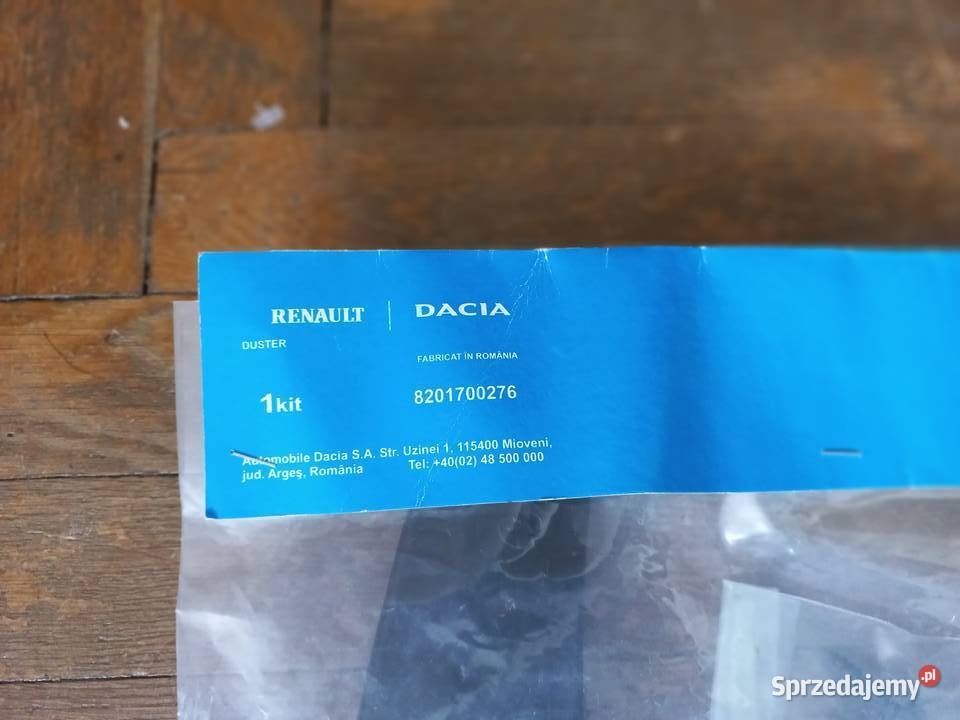 RENAULT | DACIA
DUSTER
FABRICAT ÎN ROMÂNIA
1kit
8201700276
Automobile Dacia S.A. Str. Uzinei 1, 115400 Mioveni,
jud. Argeş, România Tel: +40(02) 48 500 000
Sprzedajemy.pl